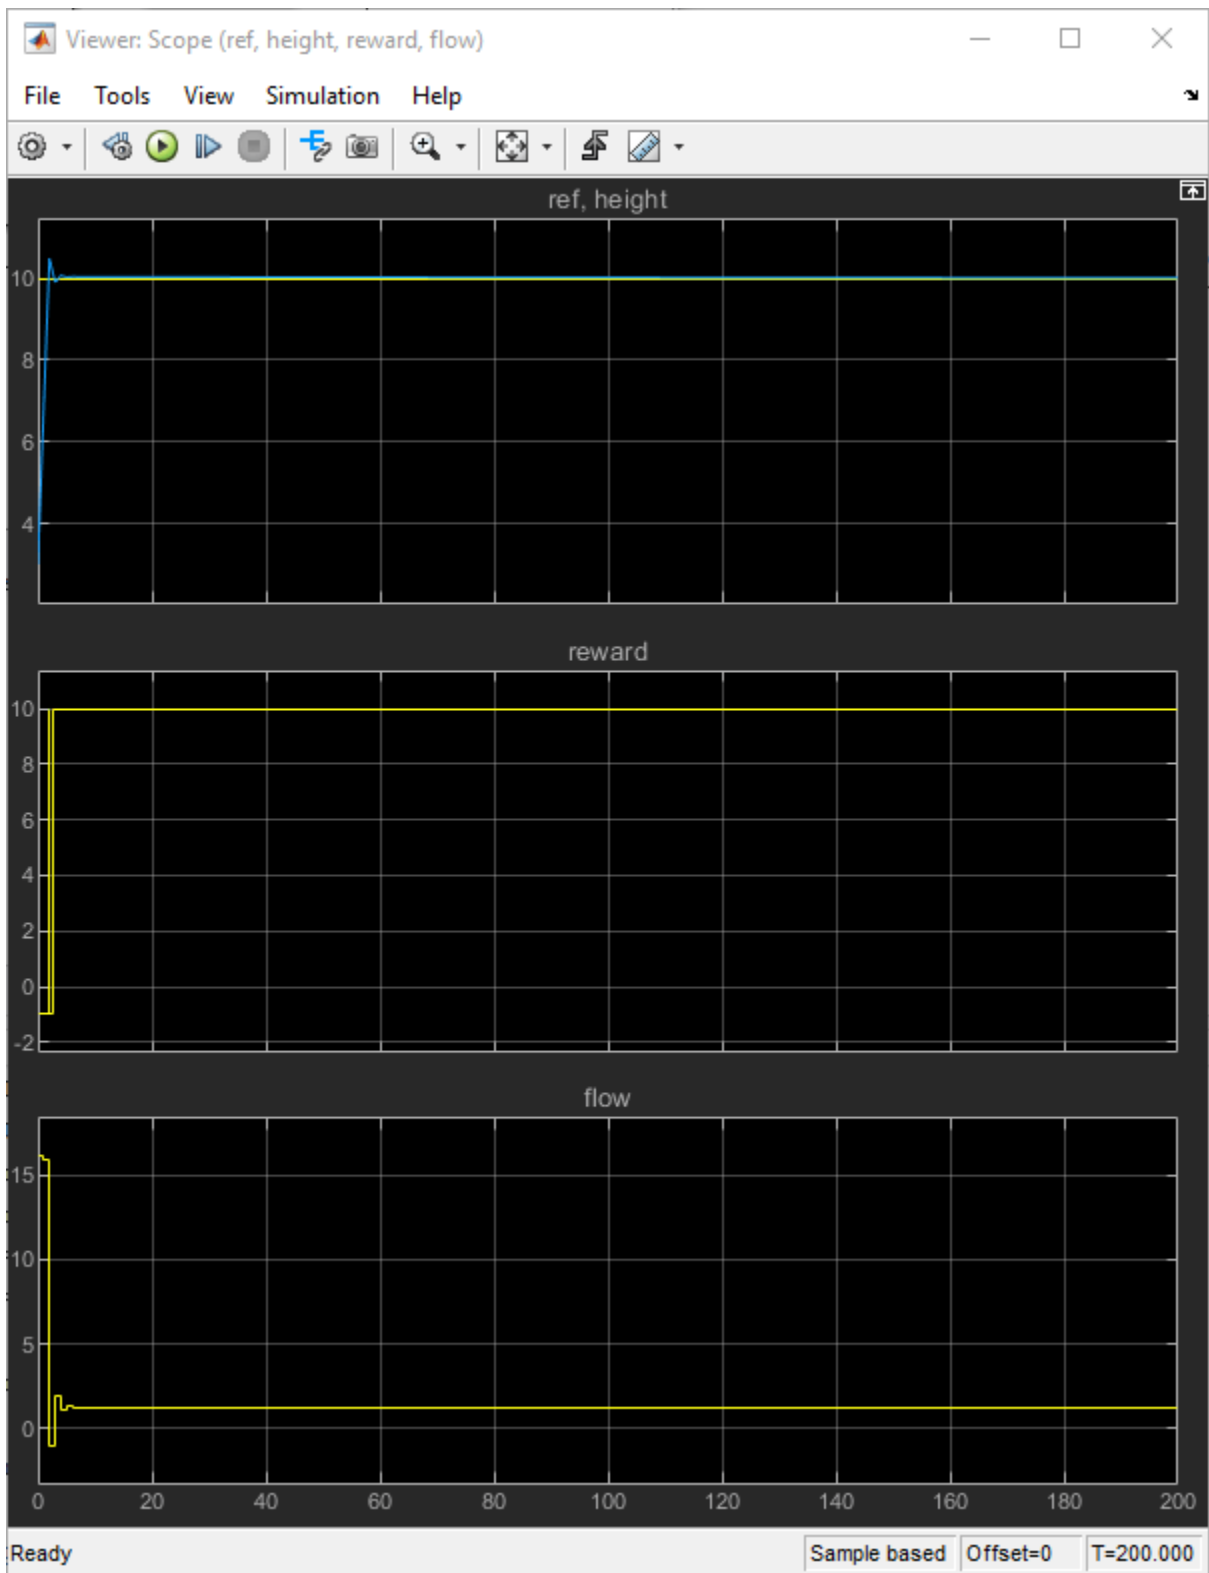 Viewer: Scope (ref, height, reward, flow)
File Tools View Simulation Help
ref, height
10
8
6
4
reward
10
8
6
4
2
0
-2
flow
15
10
5
0
0 20 40 60 80 100 120 140 160 180 200
Ready Sample based Offset=0 T=200.000